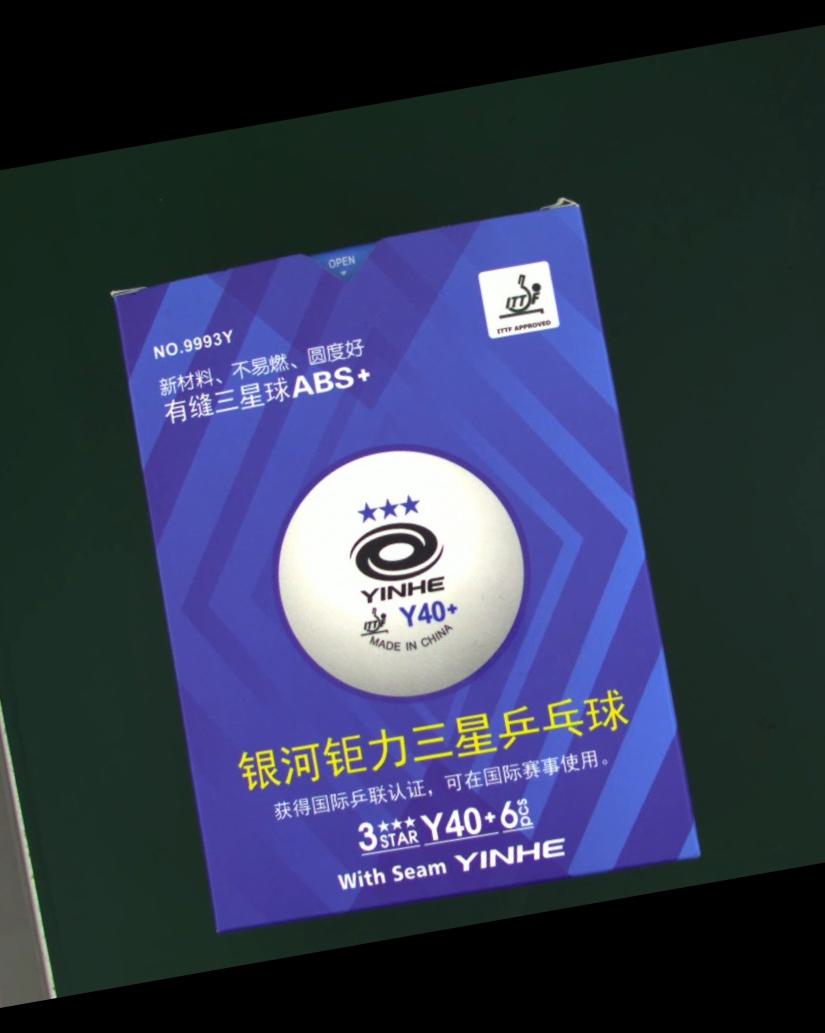 OPEN
ITTF
ITTF APPROVED
NO.9993Y
新材料、不易燃、圆度好
有缝三星球ABS+
YINHE
ITTF Y40+
MADE IN CHINA
银河钜力三星乒乓球
获得国际乒联认证，可在国际赛事使用。
3 STAR Y40+ 6 pcs
With Seam YINHE